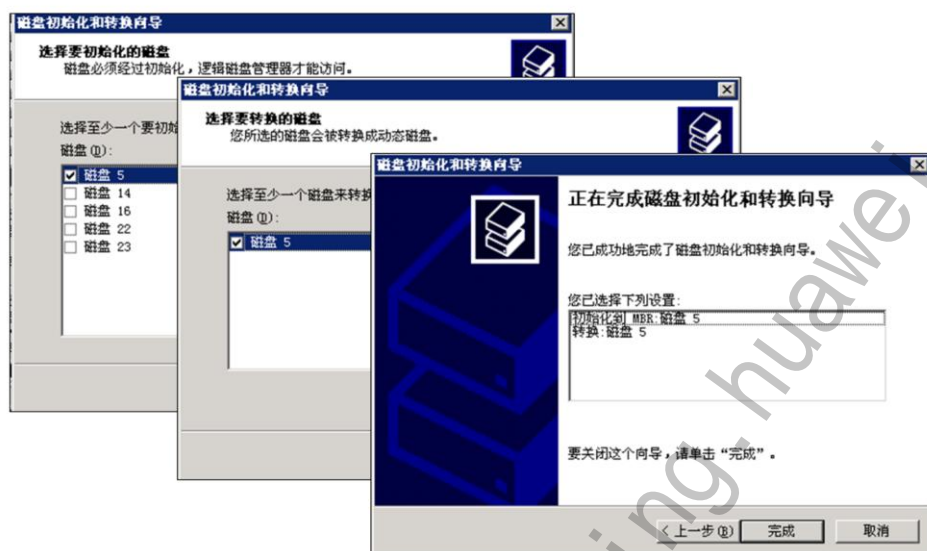 磁盘初始化和转换向导
选择要初始化的磁盘
磁盘必须经过初始化，逻辑磁盘管理器才能访问。
选择至少一个要初始
磁盘(D):
磁盘 5
磁盘 14
磁盘 16
磁盘 22
磁盘 23
磁盘初始化和转换向导
选择要转换的磁盘
您所选的磁盘会被转换成动态磁盘。
选择至少一个磁盘来转换
磁盘(D):
磁盘 5
磁盘初始化和转换向导
正在完成磁盘初始化和转换向导
您已成功地完成了磁盘初始化和转换向导。
您已选择下列设置:
初始化到 MBR:磁盘 5
转换:磁盘 5
要关闭这个向导，请单击“完成”。
< 上一步(B)
完成
取消
ing.huawe